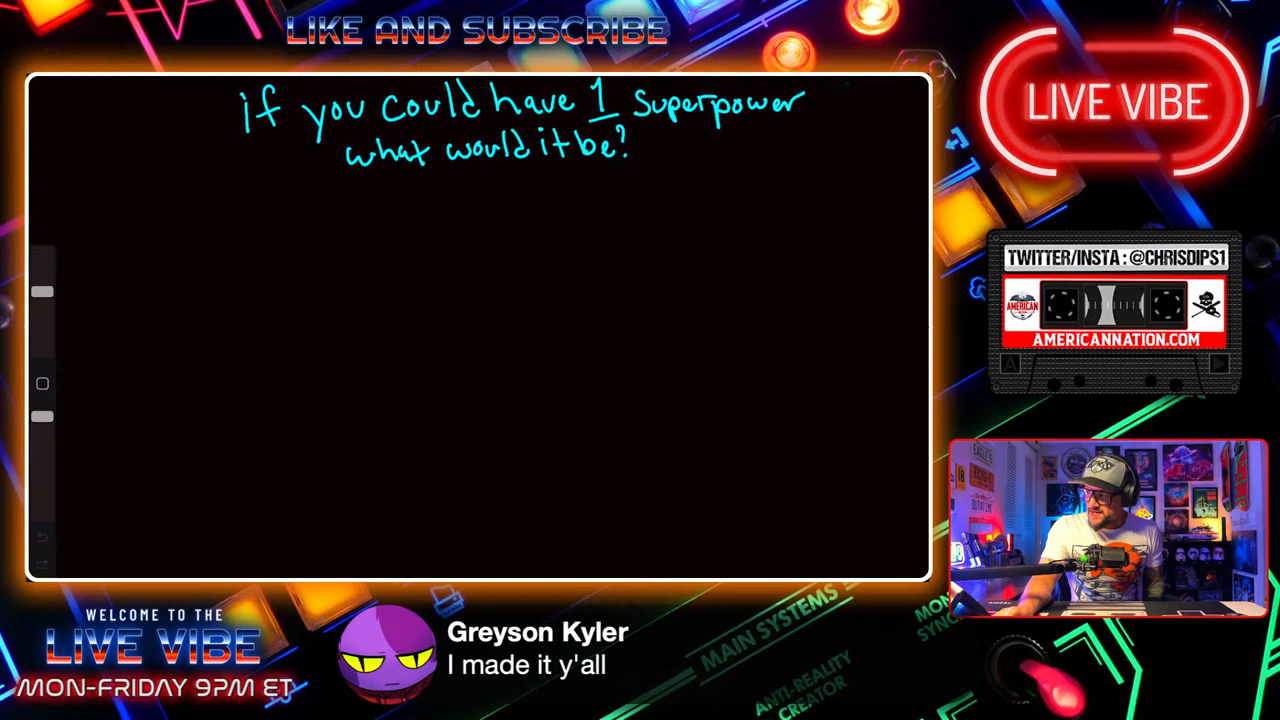 LIKE AND SUBSCRIBE
if you could have 1 Superpower
what would it be?
LIVE VIBE
TWITTER/INSTA : @CHRISDIPS1
AMERICAN
AMERICANNATION.COM
A
WELCOME TO THE
LIVE VIBE
MON-FRIDAY 9PM ET
Greyson Kyler
I made it y'all
MAIN SYSTEMS
ANTI-REALITY
CREATOR